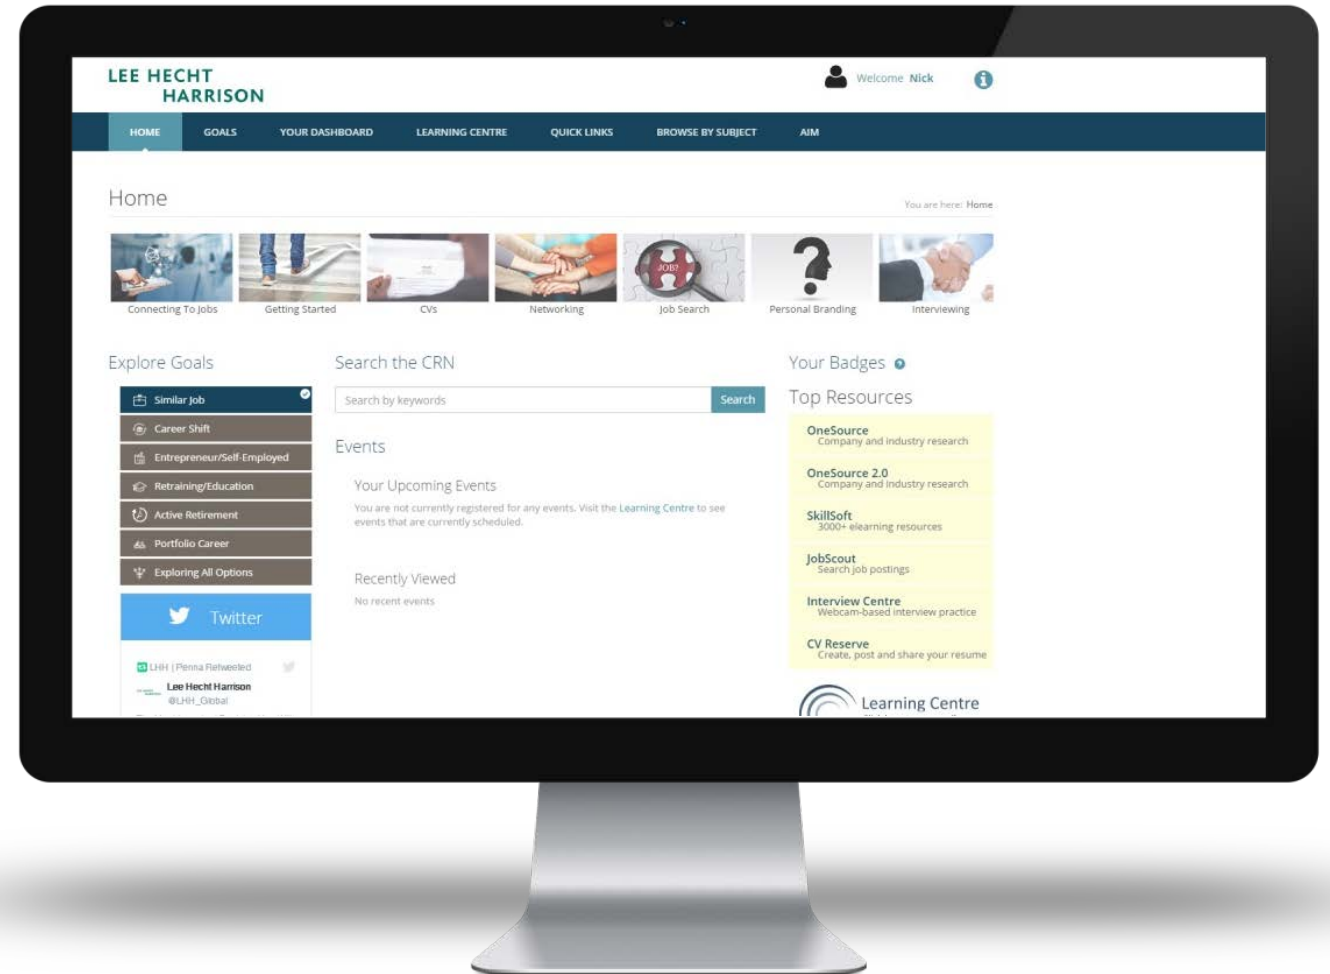 LEE HECHT
HARRISON
Welcome Nick
HOME GOALS YOUR DASHBOARD LEARNING CENTRE QUICK LINKS BROWSE BY SUBJECT AIM
Home
You are here: Home
JOB?
Connecting To Jobs Getting Started CVs Networking Job Search Personal Branding Interviewing
Explore Goals
Similar Job
Career Shift
Entrepreneur/Self-Employed
Retraining/Education
Active Retirement
Portfolio Career
Exploring All Options
Twitter
LHH | Penna Retweeted
Lee Hecht Harrison
@LHH_Global
Search the CRN
Search by keywords Search
Events
Your Upcoming Events
You are not currently registered for any events. Visit the Learning Centre to see
events that are currently scheduled.
Recently Viewed
No recent events
Your Badges
Top Resources
OneSource
Company and industry research
OneSource 2.0
Company and industry research
SkillSoft
3000+ elearning resources
JobScout
Search job postings
Interview Centre
Webcam-based interview practice
CV Reserve
Create, post and share your resume
Learning Centre